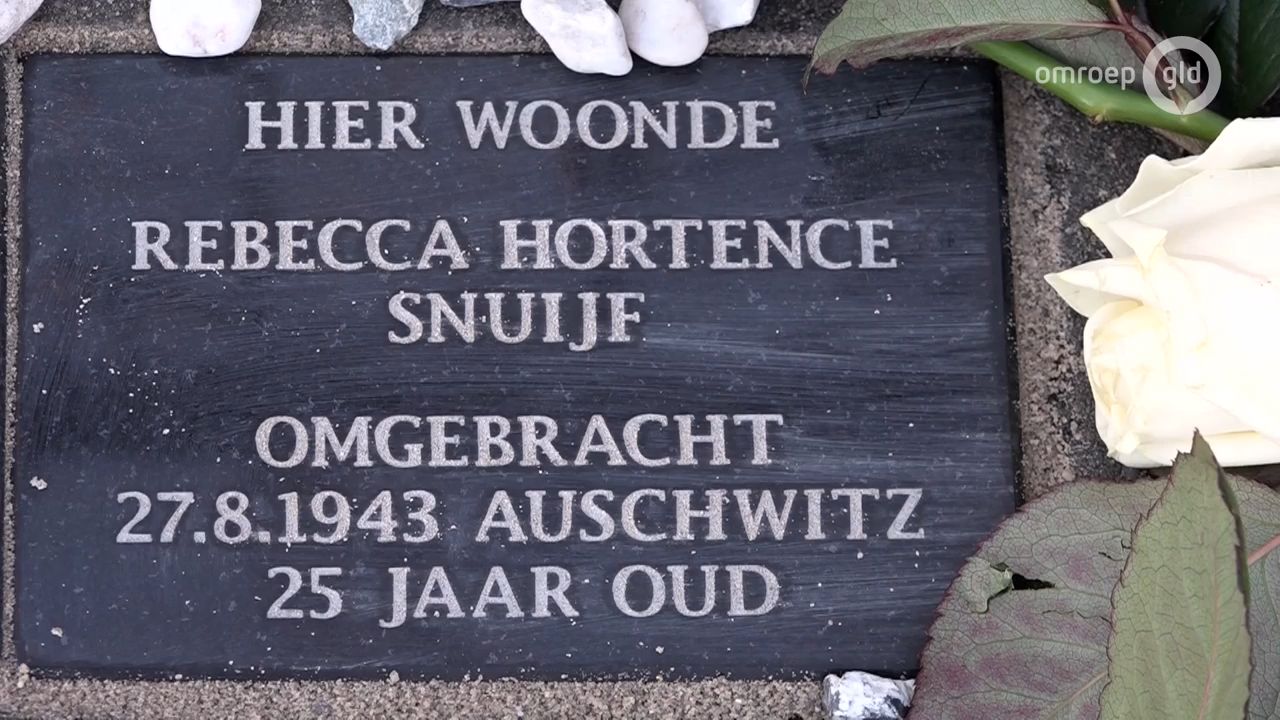 omroep gld
HIER WOONDE
REBECCA HORTENCE
SNUIJF
OMGEBRACHT
27.8.1943 AUSCHWITZ
25 JAAR OUD